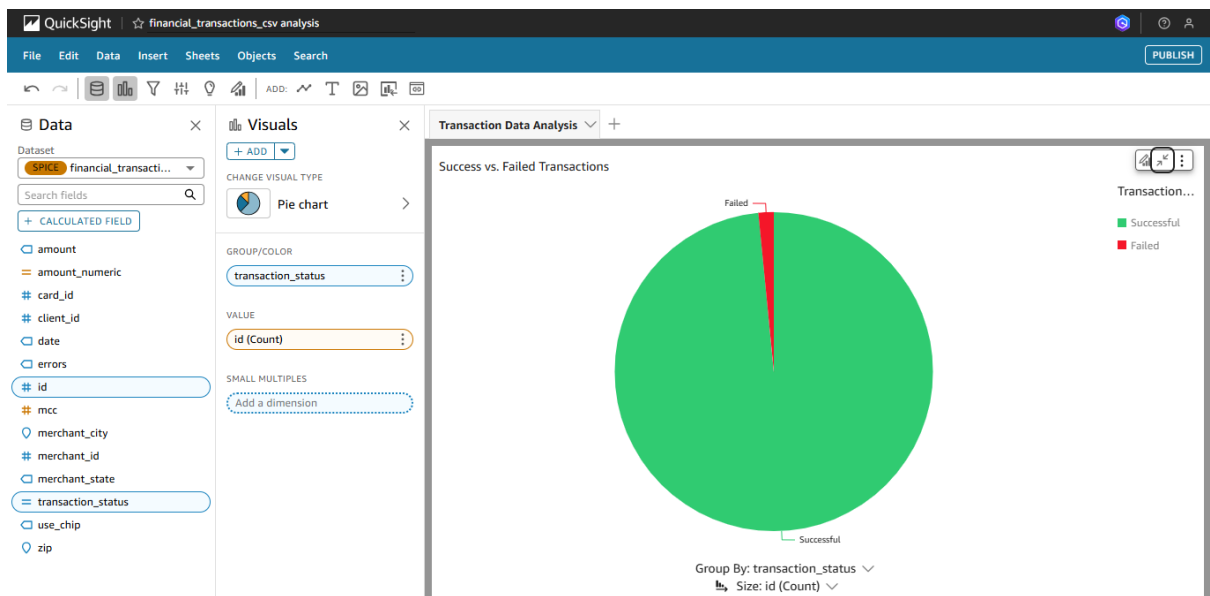 QuickSight financial_transactions_csv analysis
File Edit Data Insert Sheets Objects Search PUBLISH
ADD: T
Data
Dataset
SPICE financial_transacti...
Search fields
+ CALCULATED FIELD
amount
amount_numeric
card_id
client_id
date
errors
id
mcc
merchant_city
merchant_id
merchant_state
transaction_status
use_chip
zip
Visuals
+ ADD
CHANGE VISUAL TYPE
Pie chart
GROUP/COLOR
transaction_status
VALUE
id (Count)
SMALL MULTIPLES
Add a dimension
Transaction Data Analysis
Success vs. Failed Transactions
Transaction...
Successful
Failed
Failed
Successful
Group By: transaction_status
Size: id (Count)